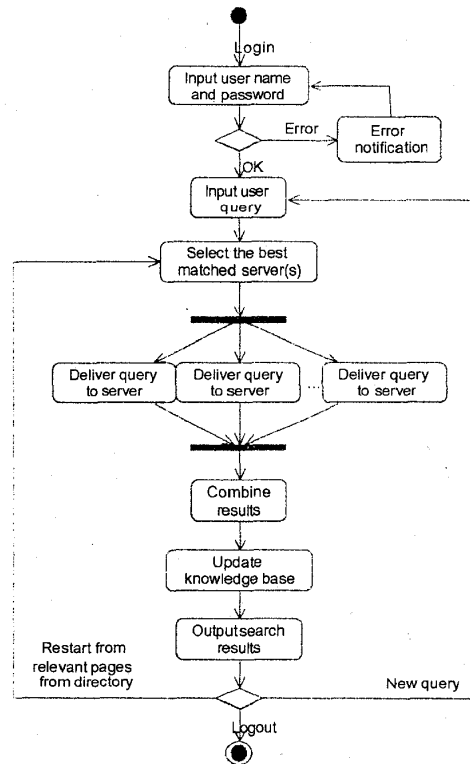 Login
Input user name
and password
Error
Error
notification
OK
Input user
query
Select the best
matched server(s)
Deliver query
to server
Deliver query
to server
...
Deliver query
to server
Combine
results
Update
knowledge base
Outputsearch
results
Restart from
relevant pages
from directory
New query
Logout